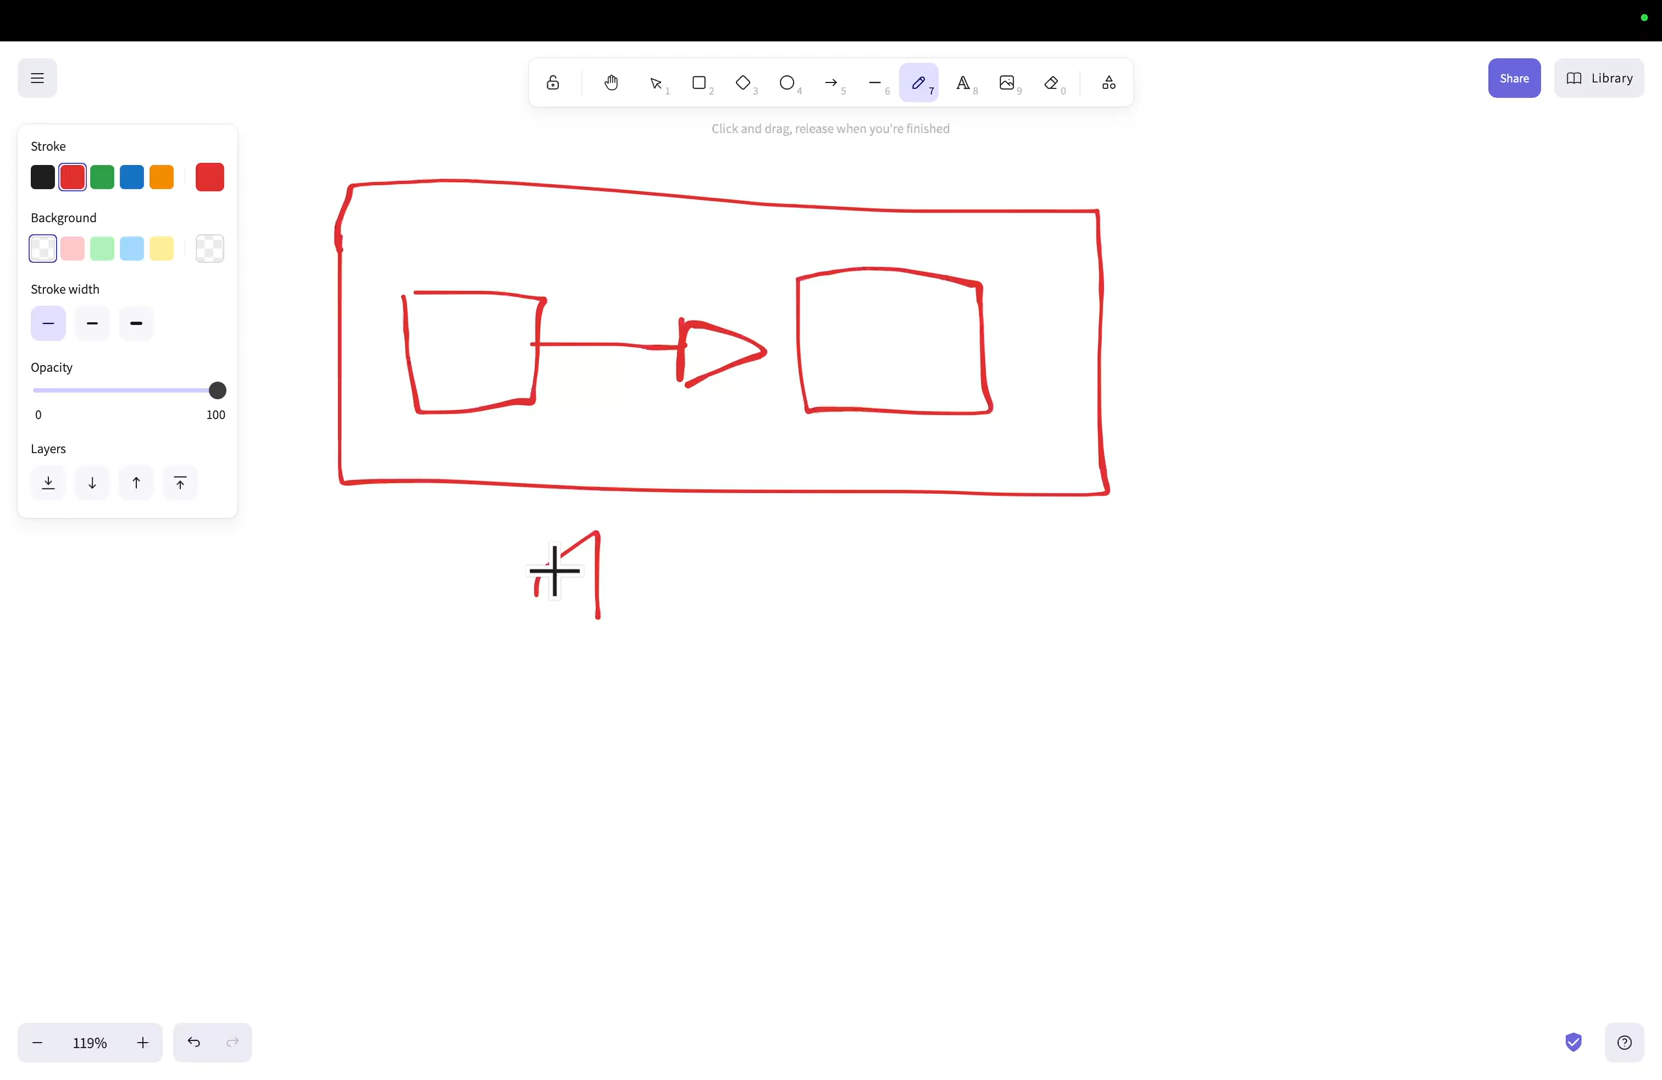 Share
Library
1
2
3
4
5
7
6
8
9
0
Click and drag, release when you're finished
Stroke
Background
Stroke width
Opacity
0
100
Layers
119%